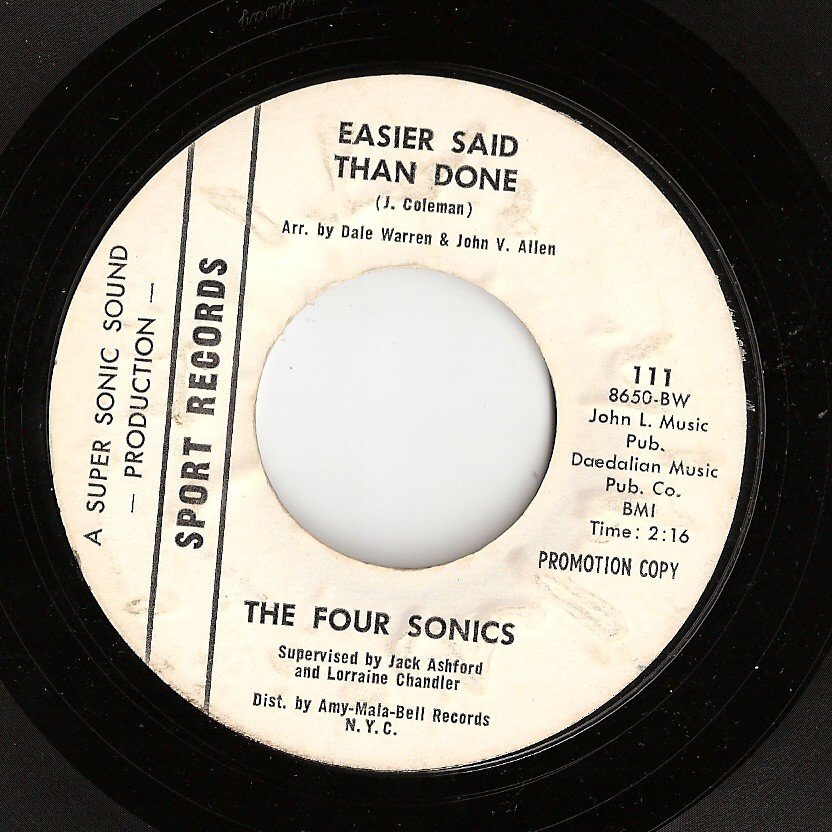 EASIER SAID
THAN DONE
(J. Coleman)
Arr. by Dale Warren & John V. Allen
A SUPER SONIC SOUND
— PRODUCTION —
SPORT RECORDS
111
8650-BW
John L. Music
Pub.
Daedalian Music
Pub. Co.
BMI
Time: 2:16
PROMOTION COPY
THE FOUR SONICS
Supervised by Jack Ashford
and Lorraine Chandler
Dist. by Amy-Mala-Bell Records
N.Y.C.